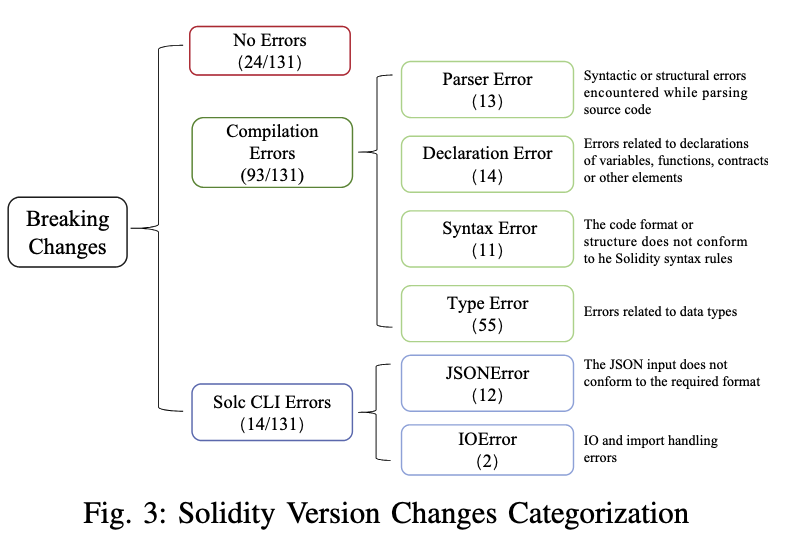 Breaking
Changes
No Errors
(24/131)
Compilation
Errors
(93/131)
Parser Error
(13)
Syntactic or structural errors
encountered while parsing
source code
Declaration Error
(14)
Errors related to declarations
of variables, functions, contracts
or other elements
Syntax Error
(11)
The code format or
structure does not conform
to he Solidity syntax rules
Type Error
(55)
Errors related to data types
Solc CLI Errors
(14/131)
JSONError
(12)
The JSON input does not
conform to the required format
IOError
(2)
IO and import handling
errors
Fig. 3: Solidity Version Changes Categorization